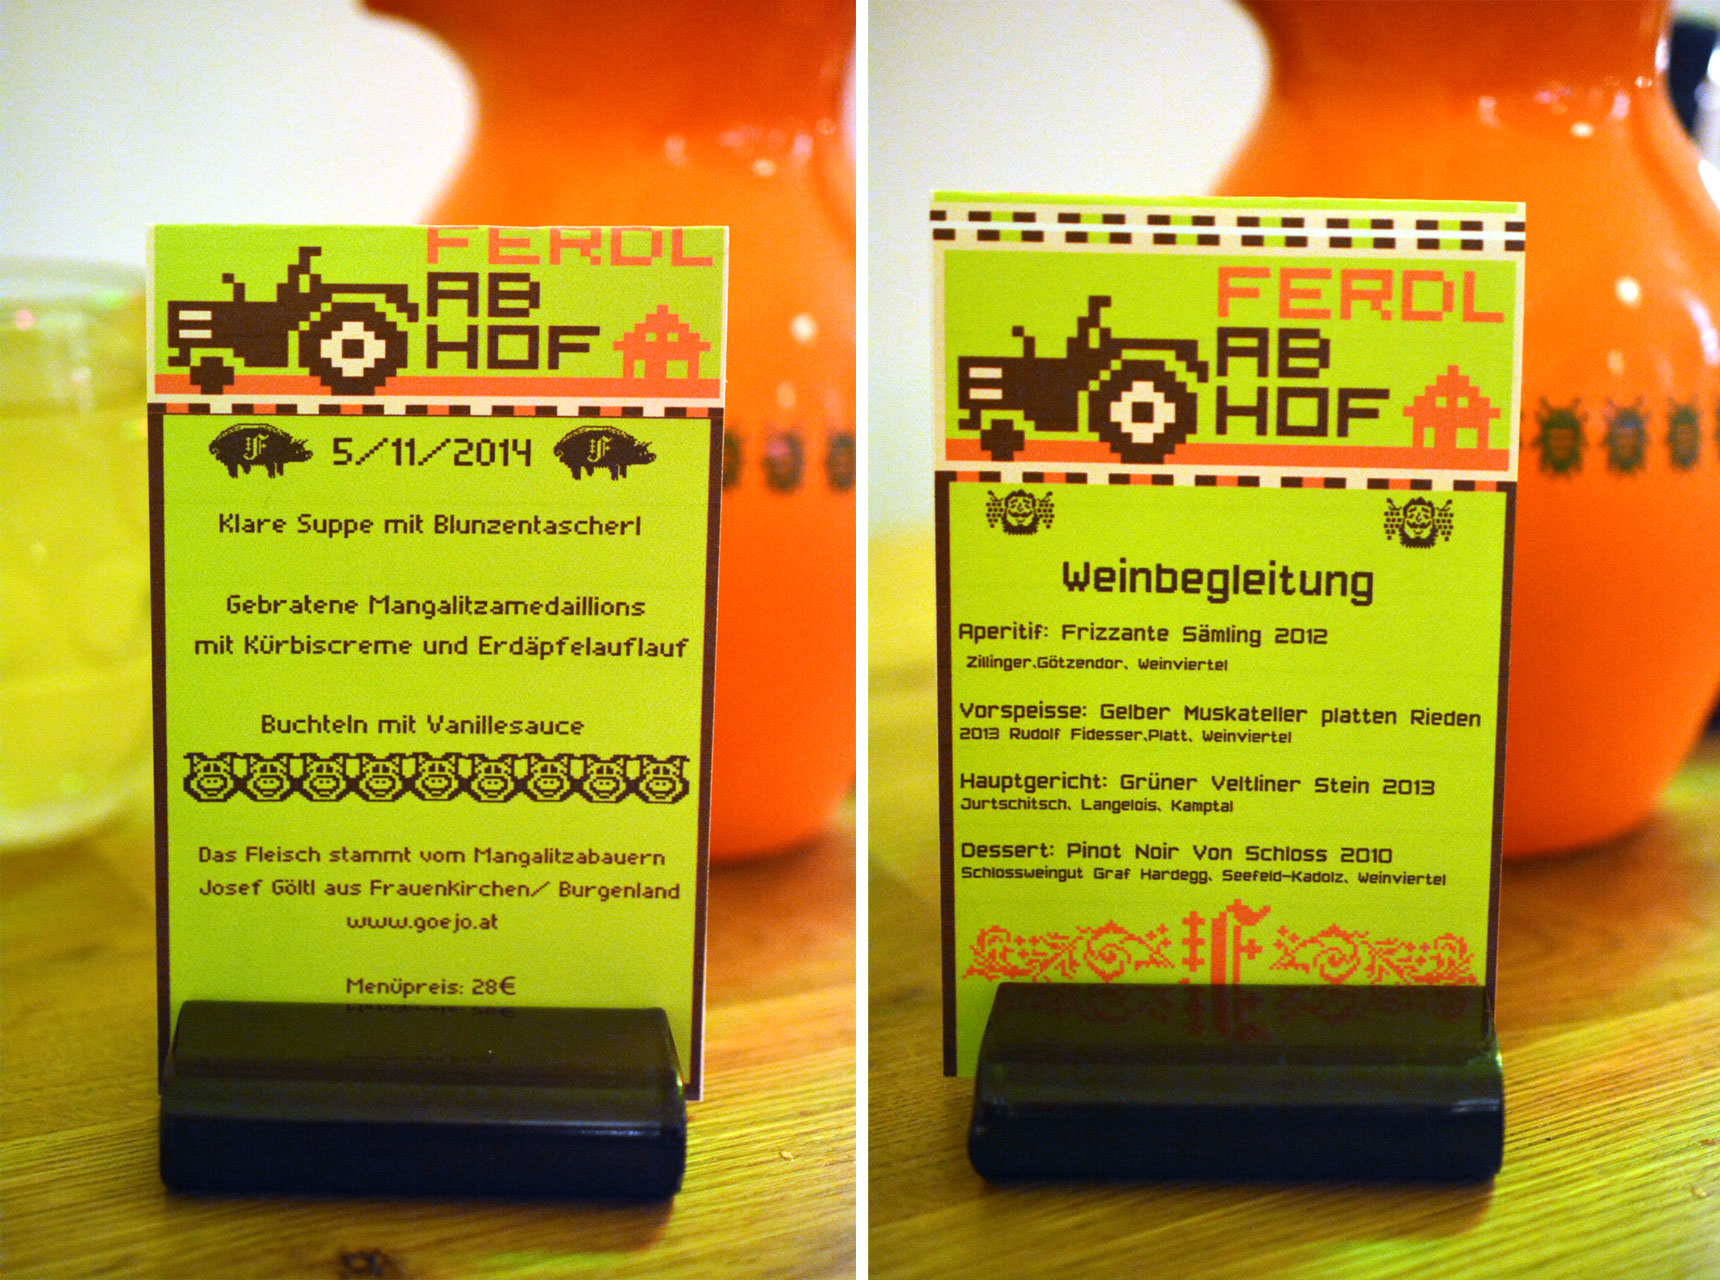 FERDL
AB
HOF
5/11/2014
Klare Suppe mit Blunzentascherl
Gebratene Mangalitzamedaillions
mit Kürbiscreme und Erdäpfelauflauf
Buchteln mit Vanillesauce
Das Fleisch stammt vom Mangalitzabauern
Josef Göltl aus Frauenkirchen/ Burgenland
www.goejo.at
Menüpreis: 28€
FERDL
AB
HOF
Weinbegleitung
Aperitif: Frizzante Sämling 2012
Zillinger,Götzendor, Weinviertel
Vorspeisse: Gelber Muskateller platten Rieden
2013 Rudolf Fidesser,Platt, Weinviertel
Hauptgericht: Grüner Veltliner Stein 2013
Jurtschitsch, Langelois, Kamptal
Dessert: Pinot Noir Von Schloss 2010
Schlossweingut Graf Hardegg, Seefeld-Kadolz, Weinviertel
F